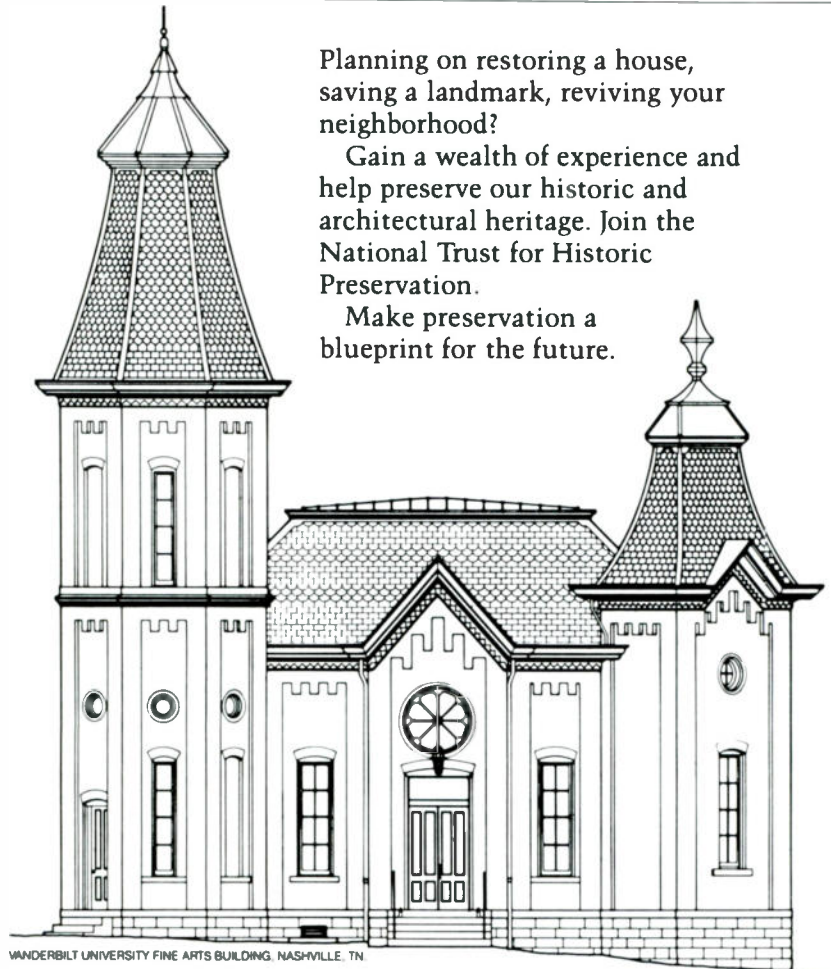 Planning on restoring a house,
saving a landmark, reviving your
neighborhood?
Gain a wealth of experience and
help preserve our historic and
architectural heritage. Join the
National Trust for Historic
Preservation.
Make preservation a
blueprint for the future.
VANDERBILT UNIVERSITY FINE ARTS BUILDING, NASHVILLE, TN.